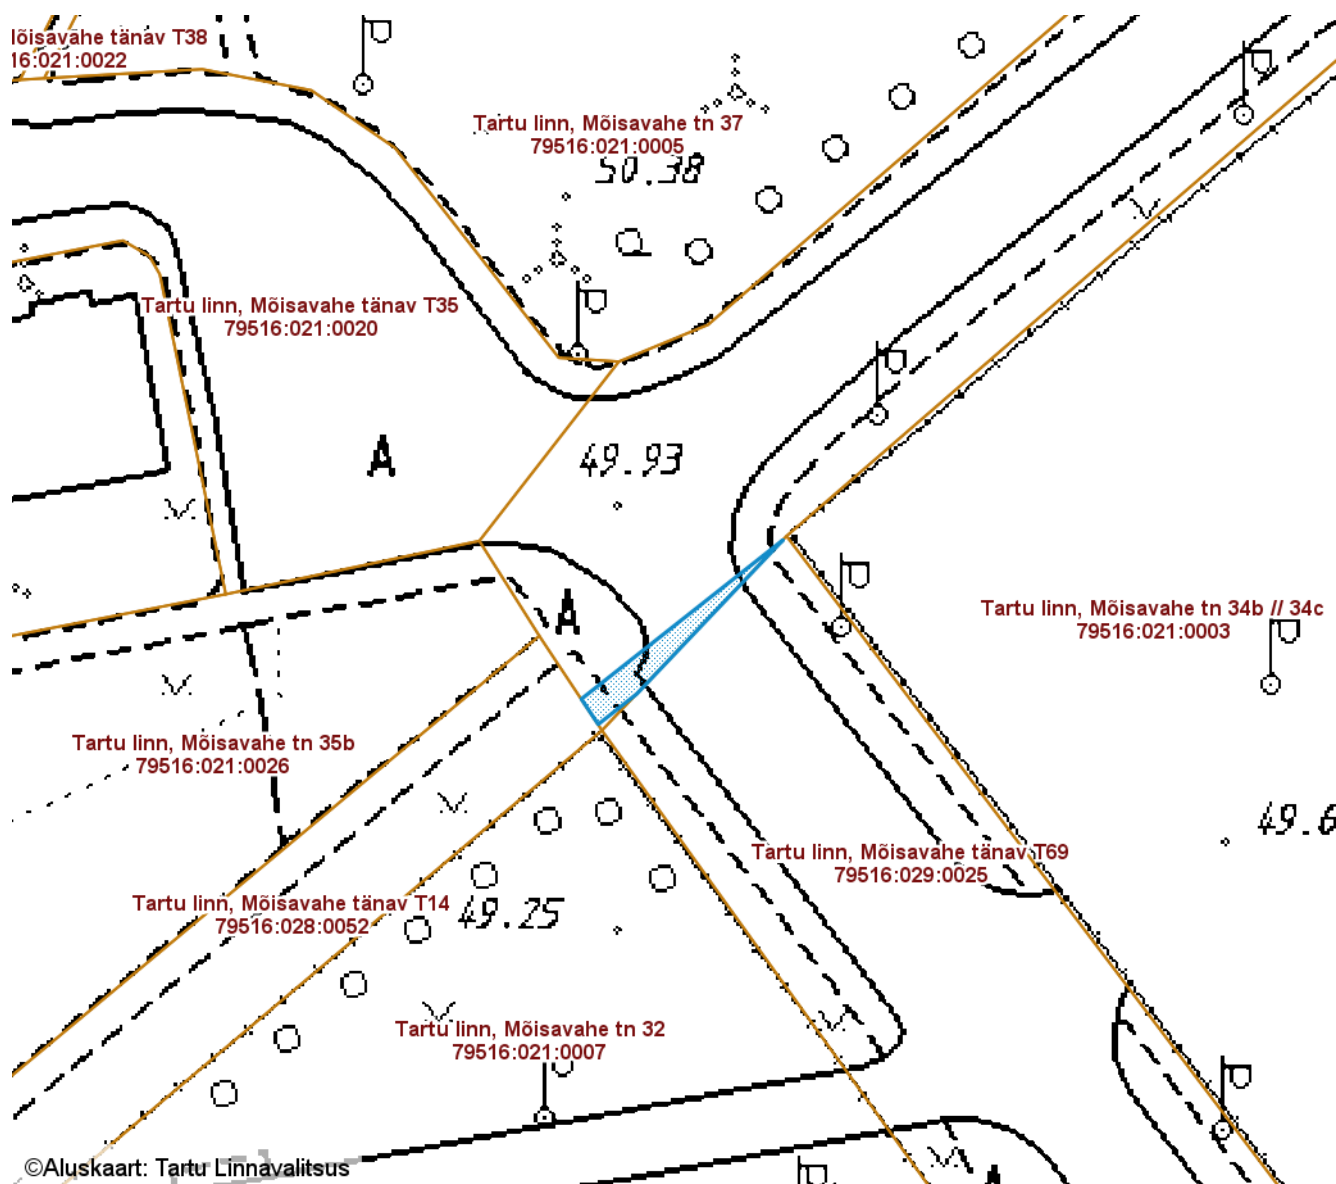 lõisavahe tänav T38
16:021:0022
Tartu linn, Mõisavahe tn 37
79516:021:0005
50.38
Tartu linn, Mõisavahe tänav T35
79516:021:0020
A
49.93
A
Tartu linn, Mõisavahe tn 34b // 34c
79516:021:0003
Tartu linn, Mõisavahe tn 35b
79516:021:0026
49.6
Tartu linn, Mõisavahe tänav T69
79516:029:0025
Tartu linn, Mõisavahe tänav T14
79516:028:0052
49.25
Tartu linn, Mõisavahe tn 32
79516:021:0007
©Aluskaart: Tartu Linnavalitsus